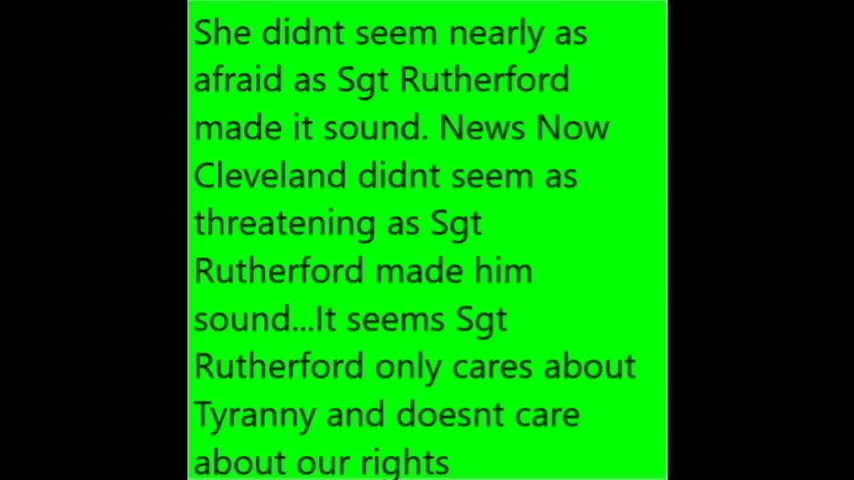 She didnt seem nearly as
afraid as Sgt Rutherford
made it sound. News Now
Cleveland didnt seem as
threatening as Sgt
Rutherford made him
sound...It seems Sgt
Rutherford only cares about
Tyranny and doesnt care
about our rights